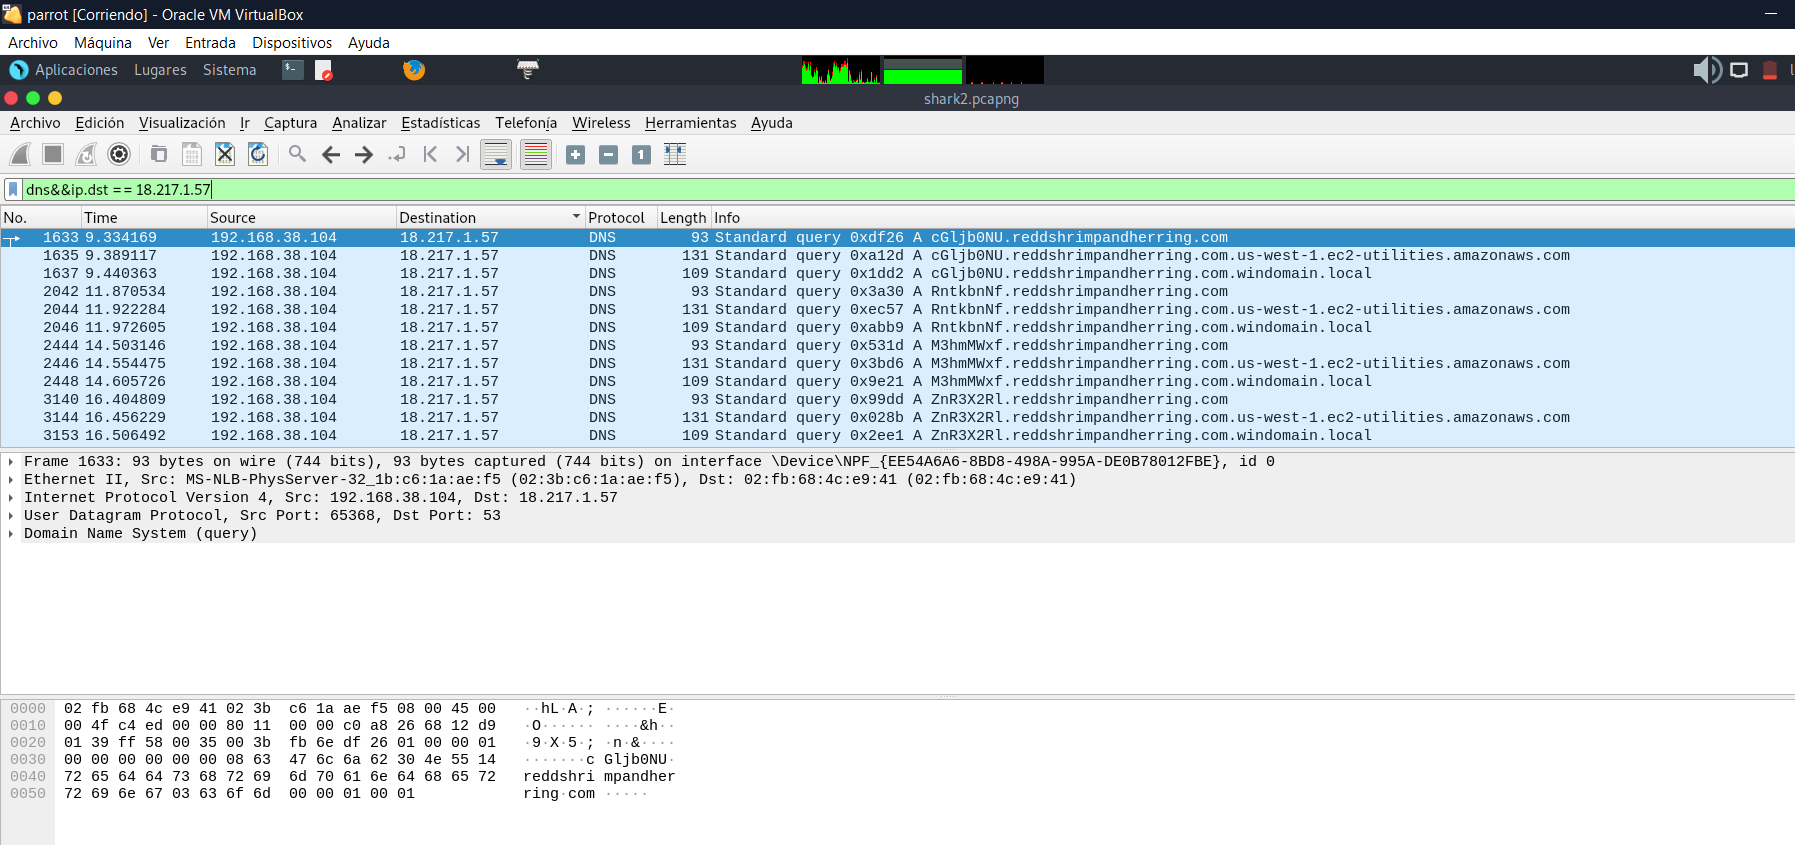 parrot [Corriendo] - Oracle VM VirtualBox
Archivo Máquina Ver Entrada Dispositivos Ayuda
Aplicaciones Lugares Sistema
shark2.pcapng
Archivo Edición Visualización Ir Captura Analizar Estadísticas Telefonía Wireless Herramientas Ayuda
dns&&ip.dst == 18.217.1.57
No. Time Source Destination Protocol Length Info
1633 9.334169 192.168.38.104 18.217.1.57 DNS 93 Standard query 0xdf26 A cGljb0NU.reddshrimpandherring.com
1635 9.389117 192.168.38.104 18.217.1.57 DNS 131 Standard query 0xa12d A cGljb0NU.reddshrimpandherring.com.us-west-1.ec2-utilities.amazonaws.com
1637 9.440363 192.168.38.104 18.217.1.57 DNS 109 Standard query 0x1dd2 A cGljb0NU.reddshrimpandherring.com.windomain.local
2042 11.870534 192.168.38.104 18.217.1.57 DNS 93 Standard query 0x3a30 A RntkbnNf.reddshrimpandherring.com
2044 11.922284 192.168.38.104 18.217.1.57 DNS 131 Standard query 0xec57 A RntkbnNf.reddshrimpandherring.com.us-west-1.ec2-utilities.amazonaws.com
2046 11.972605 192.168.38.104 18.217.1.57 DNS 109 Standard query 0xabb9 A RntkbnNf.reddshrimpandherring.com.windomain.local
2444 14.503146 192.168.38.104 18.217.1.57 DNS 93 Standard query 0x531d A M3hmMWxf.reddshrimpandherring.com
2446 14.554475 192.168.38.104 18.217.1.57 DNS 131 Standard query 0x3bd6 A M3hmMWxf.reddshrimpandherring.com.us-west-1.ec2-utilities.amazonaws.com
2448 14.605726 192.168.38.104 18.217.1.57 DNS 109 Standard query 0x9e21 A M3hmMWxf.reddshrimpandherring.com.windomain.local
3140 16.404809 192.168.38.104 18.217.1.57 DNS 93 Standard query 0x99dd A ZnR3X2Rl.reddshrimpandherring.com
3144 16.456229 192.168.38.104 18.217.1.57 DNS 131 Standard query 0x028b A ZnR3X2Rl.reddshrimpandherring.com.us-west-1.ec2-utilities.amazonaws.com
3153 16.506492 192.168.38.104 18.217.1.57 DNS 109 Standard query 0x2ee1 A ZnR3X2Rl.reddshrimpandherring.com.windomain.local
Frame 1633: 93 bytes on wire (744 bits), 93 bytes captured (744 bits) on interface \Device\NPF_{EE54A6A6-8BD8-498A-995A-DE0B78012FBE}, id 0
Ethernet II, Src: MS-NLB-PhysServer-32_1b:c6:1a:ae:f5 (02:3b:c6:1a:ae:f5), Dst: 02:fb:68:4c:e9:41 (02:fb:68:4c:e9:41)
Internet Protocol Version 4, Src: 192.168.38.104, Dst: 18.217.1.57
User Datagram Protocol, Src Port: 65368, Dst Port: 53
Domain Name System (query)
0000 02 fb 68 4c e9 41 02 3b c6 1a ae f5 08 00 45 00 ··hL·A·; ······E·
0010 00 4f c4 ed 00 00 80 11 00 00 c0 a8 26 68 12 d9 ·O······ ····&h··
0020 01 39 ff 58 00 35 00 3b fb 6e df 26 01 00 00 01 ·9·X·5·; ·n·&····
0030 00 00 00 00 00 00 08 63 47 6c 6a 62 30 4e 55 14 ·······c Gljb0NU·
0040 72 65 64 64 73 68 72 69 6d 70 61 6e 64 68 65 72 reddshri mpandher
0050 72 69 6e 67 03 63 6f 6d 00 00 01 00 01 ring·com ·····